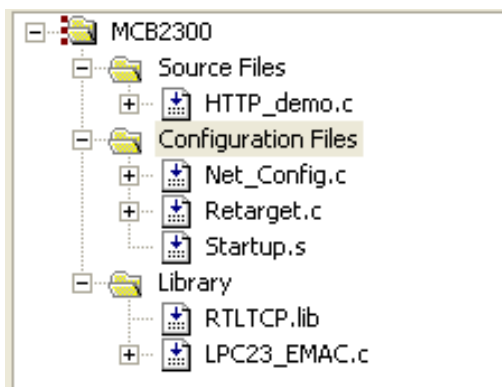 MCB2300
Source Files
HTTP_demo.c
Configuration Files
Net_Config.c
Retarget.c
Startup.s
Library
RTLTCP.lib
LPC23_EMAC.c